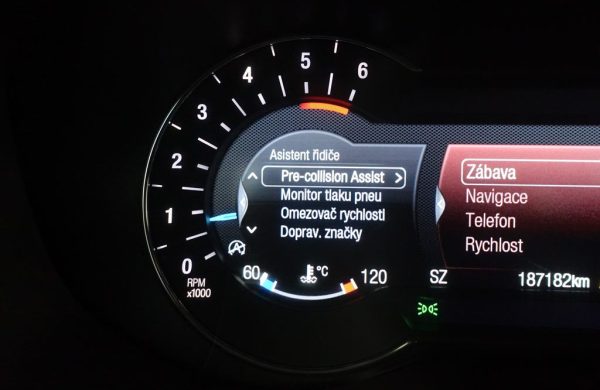 6
5
4
3
2
1
0
RPM
x1000
Asistent řidiče
Pre-collision Assist
Monitor tlaku pneu
Omezovač rychlosti
Doprav. značky
60
°C
120
Zábava
Navigace
Telefon
Rychlost
SZ
187182km